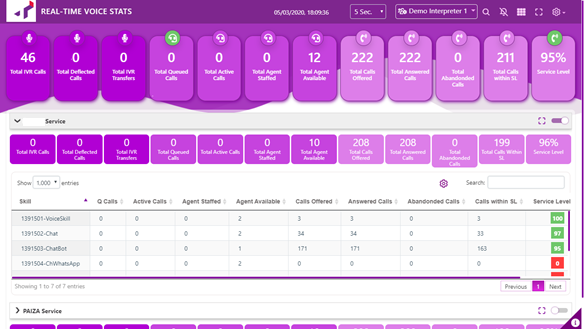 REAL-TIME VOICE STATS 05/03/2020, 18:09:36 5 Sec. Demo Interpreter 1
46 0 0 0 0 0 12 222 222 0 211 95%
Total IVR Calls Total Deflected Calls Total IVR Transfers Total Queued Calls Total Active Calls Total Agent Staffed Total Agent Available Total Calls Offered Total Answered Calls Total Abandoned Calls Total Calls within SL Service Level
Service
0 0 0 0 0 0 10 208 208 0 199 96%
Total IVR Calls Total Deflected Calls Total IVR Transfers Total Queued Calls Total Active Calls Total Agent Staffed Total Agent Available Total Calls Offered Total Answered Calls Total Abandoned Calls Total Calls Within SL Service Level
Show 1.000 entries Search:
Skill Q Calls Active Calls Agent Staffed Agent Available Calls Offered Answered Calls Abandoned Calls Calls within SL Service Level
1391501-VoiceSkill 0 0 0 2 3 3 0 3 100
1391502-Chat 0 0 0 2 34 34 0 33 97
1391503-ChatBot 0 0 0 1 171 171 0 163 95
1391504-ChWhatsApp 0 0 0 2 0 0 0 0 0
Showing 1 to 7 of 7 entries Previous 1 Next
PAIZA Service